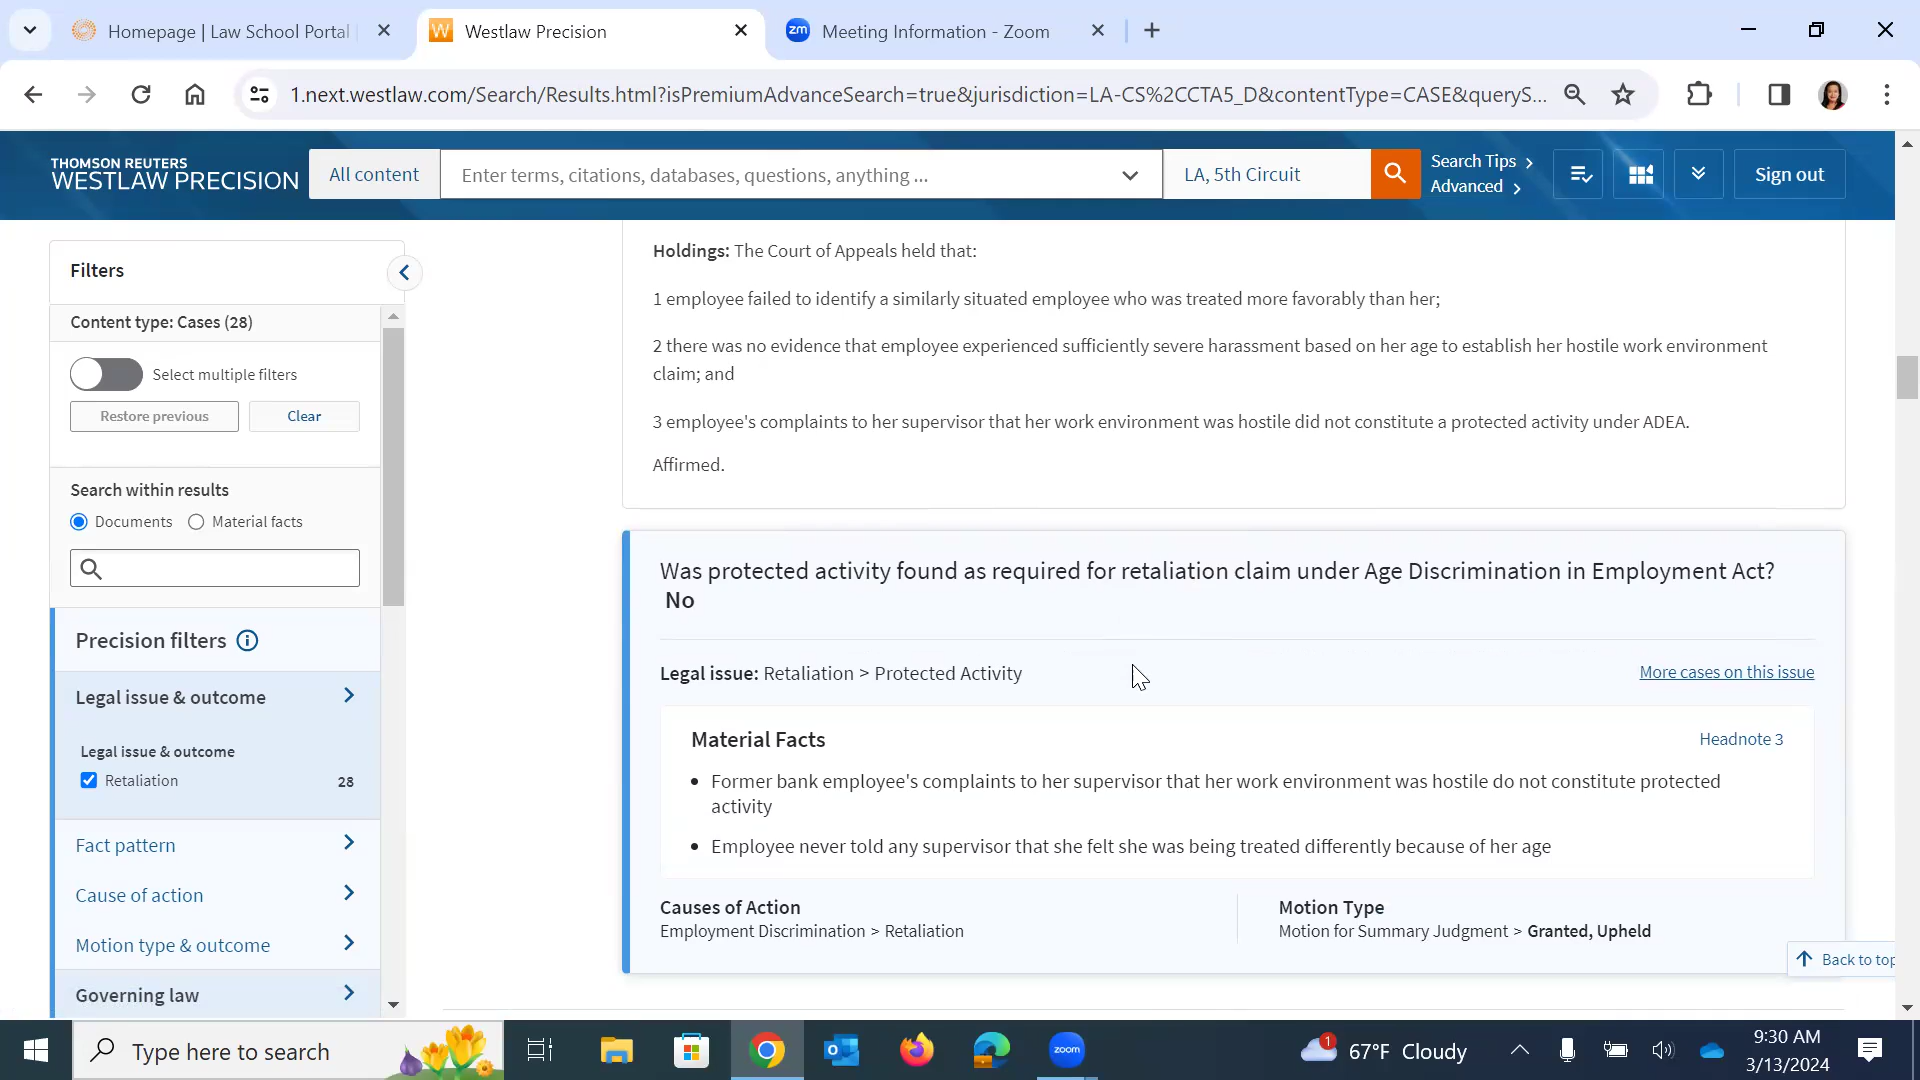 Homepage | Law School Portal
Westlaw Precision
zm Meeting Information - Zoom
1.next.westlaw.com/Search/Results.html?isPremiumAdvanceSearch=true&jurisdiction=LA-CS%2CCTA5_D&contentType=CASE&queryS...
THOMSON REUTERS
WESTLAW PRECISION
All content
Enter terms, citations, databases, questions, anything ...
LA, 5th Circuit
Search Tips
Advanced
Sign out
Filters
Content type: Cases (28)
Select multiple filters
Restore previous
Clear
Search within results
Documents
Material facts
Precision filters
Legal issue & outcome
Legal issue & outcome
Retaliation 28
Fact pattern
Cause of action
Motion type & outcome
Governing law
Holdings: The Court of Appeals held that:
1 employee failed to identify a similarly situated employee who was treated more favorably than her;
2 there was no evidence that employee experienced sufficiently severe harassment based on her age to establish her hostile work environment
claim; and
3 employee's complaints to her supervisor that her work environment was hostile did not constitute a protected activity under ADEA.
Affirmed.
Was protected activity found as required for retaliation claim under Age Discrimination in Employment Act?
No
Legal issue: Retaliation > Protected Activity
More cases on this issue
Material Facts
Headnote 3
• Former bank employee's complaints to her supervisor that her work environment was hostile do not constitute protected
activity
• Employee never told any supervisor that she felt she was being treated differently because of her age
Causes of Action
Employment Discrimination > Retaliation
Motion Type
Motion for Summary Judgment > Granted, Upheld
Back to top
Type here to search
zoom
1
67°F Cloudy
9:30 AM
3/13/2024